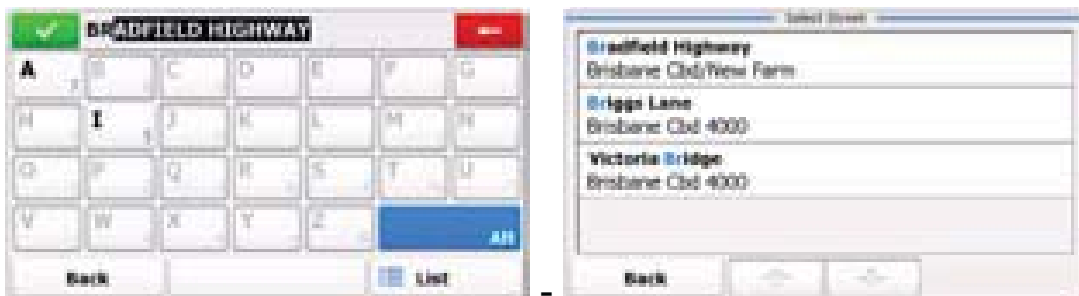 BRADFIELD HIGHWAY
A B C D E F G
H I J K L M N
O P Q R S T U
V W X Y Z All
Back List
-
Select Street
Bradfield Highway
Brisbane Cbd/New Farm
Briggs Lane
Brisbane Cbd 4000
Victoria Bridge
Brisbane Cbd 4000
Back